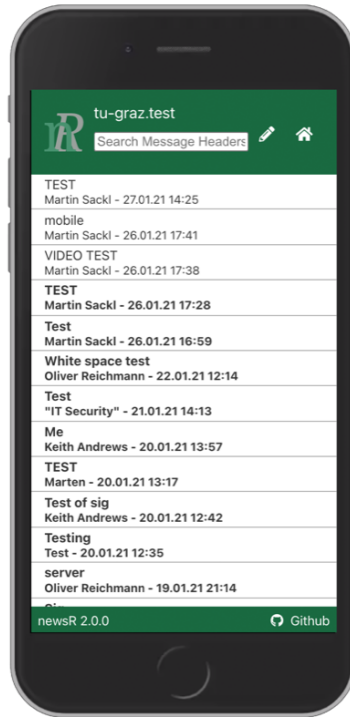 nR
tu-graz.test
Search Message Headers
TEST
Martin Sackl - 27.01.21 14:25
mobile
Martin Sackl - 26.01.21 17:41
VIDEO TEST
Martin Sackl - 26.01.21 17:38
TEST
Martin Sackl - 26.01.21 17:28
Test
Martin Sackl - 26.01.21 16:59
White space test
Oliver Reichmann - 22.01.21 12:14
Test
"IT Security" - 21.01.21 14:13
Me
Keith Andrews - 20.01.21 13:57
TEST
Marten - 20.01.21 13:17
Test of sig
Keith Andrews - 20.01.21 12:42
Testing
Test - 20.01.21 12:35
server
Oliver Reichmann - 19.01.21 21:14
newsR 2.0.0
Github